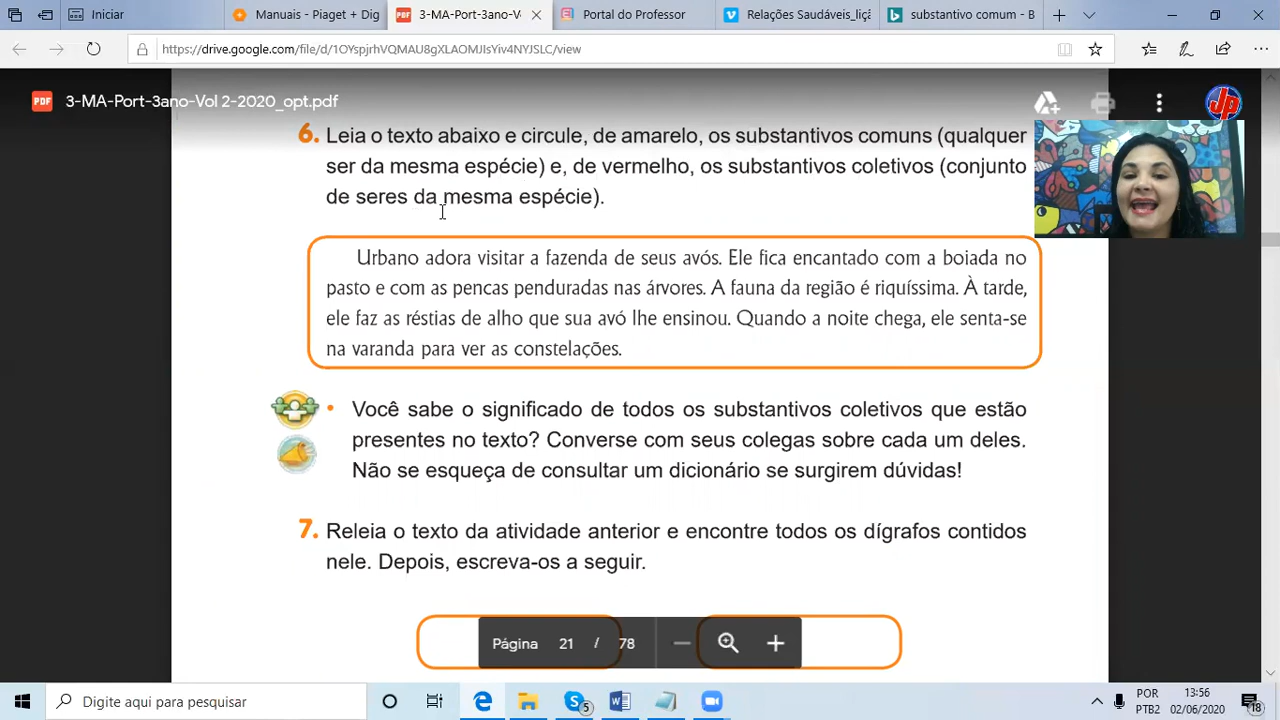 Iníc
Manuais - Piaget + Digital
3-MA-Port-3ano-Vo
Portal do Professor
Relações Saudáveis_liçã
substantivo comum - B
https://drive.google.com/file/d/1OYspjrhVQMAU8gXLAOMJIsYiv4NYJSLC/view
PDF 3-MA-Port-3ano-Vol 2-2020_opt.pdf
Jp
6. Leia o texto abaixo e circule, de amarelo, os substantivos comuns (qualquer
ser da mesma espécie) e, de vermelho, os substantivos coletivos (conjunto
de seres da mesma espécie).
Urbano adora visitar a fazenda de seus avós. Ele fica encantado com a boiada no
pasto e com as pencas penduradas nas árvores. A fauna da região é riquíssima. À tarde,
ele faz as réstias de alho que sua avó lhe ensinou. Quando a noite chega, ele senta-se
na varanda para ver as constelações.
• Você sabe o significado de todos os substantivos coletivos que estão
presentes no texto? Converse com seus colegas sobre cada um deles.
Não se esqueça de consultar um dicionário se surgirem dúvidas!
7. Releia o texto da atividade anterior e encontre todos os dígrafos contidos
nele. Depois, escreva-os a seguir.
Página 21 / 78
Digite aqui para pesquisar
5
POR
PTB2
13:56
02/06/2020
18